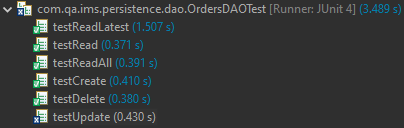 com.qa.ims.persistence.dao.OrdersDAOTest [Runner: JUnit 4] (3.489 s)
testReadLatest (1.507 s)
testRead (0.371 s)
testReadAll (0.391 s)
testCreate (0.410 s)
testDelete (0.380 s)
testUpdate (0.430 s)